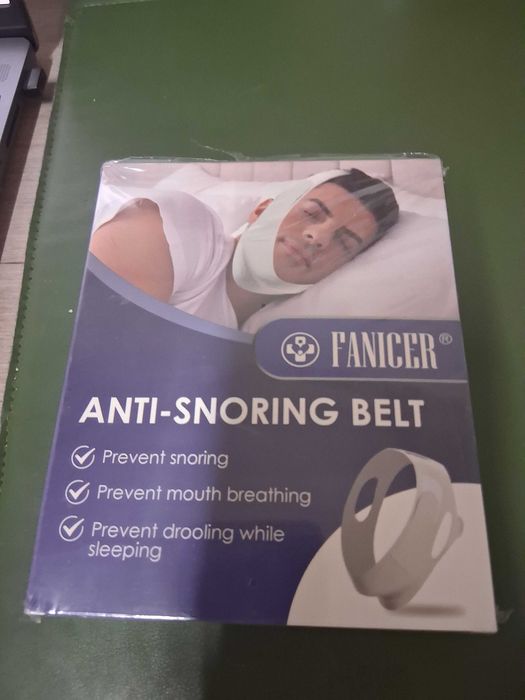 FANICER®
ANTI-SNORING BELT
Prevent snoring
Prevent mouth breathing
Prevent drooling while
sleeping